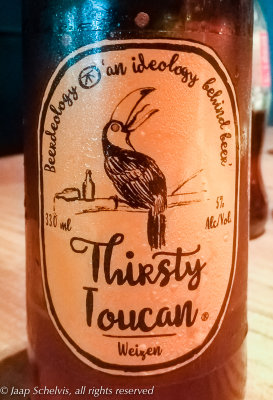 Beerdeology 'an ideology behind beer'
330 ml
5% Alc/Vol
Thirsty
Toucan ®
Weizen
© Jaap Schelvis, all rights reserved